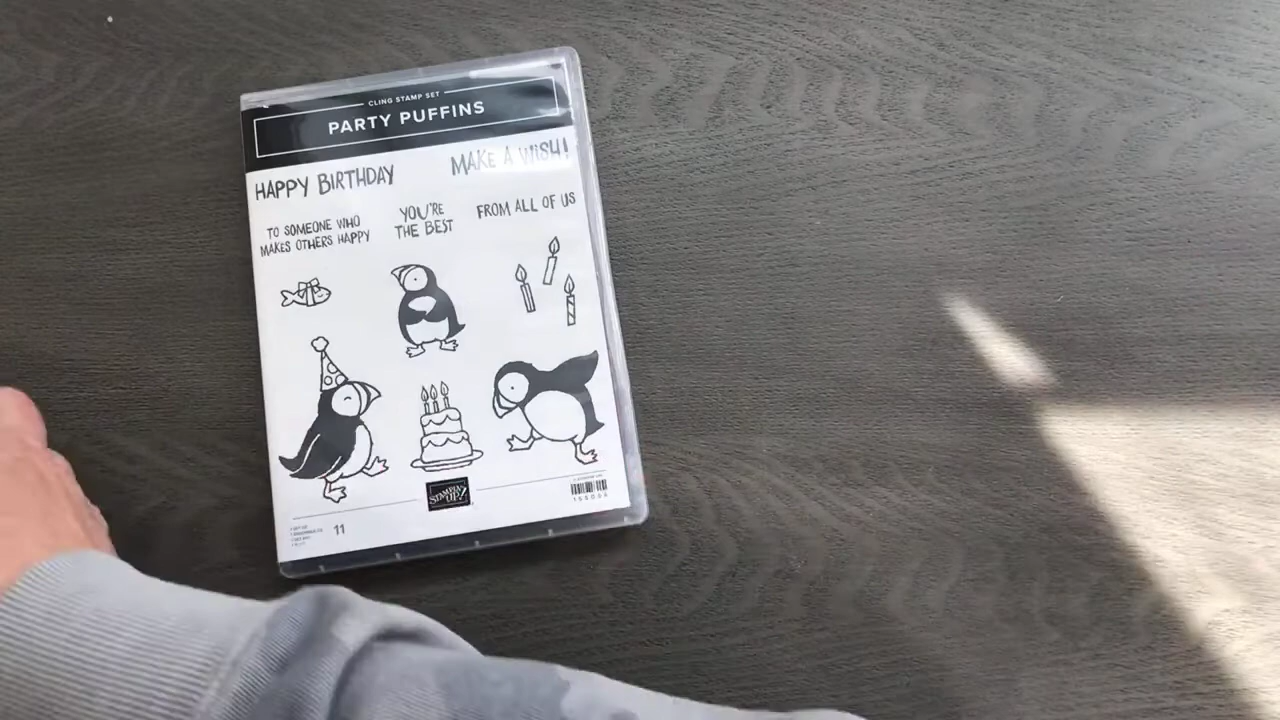 CLING STAMP SET
PARTY PUFFINS
HAPPY BIRTHDAY
MAKE A WISH!
TO SOMEONE WHO
MAKES OTHERS HAPPY
YOU'RE
THE BEST
FROM ALL OF US
STAMPIN'
UP!
11